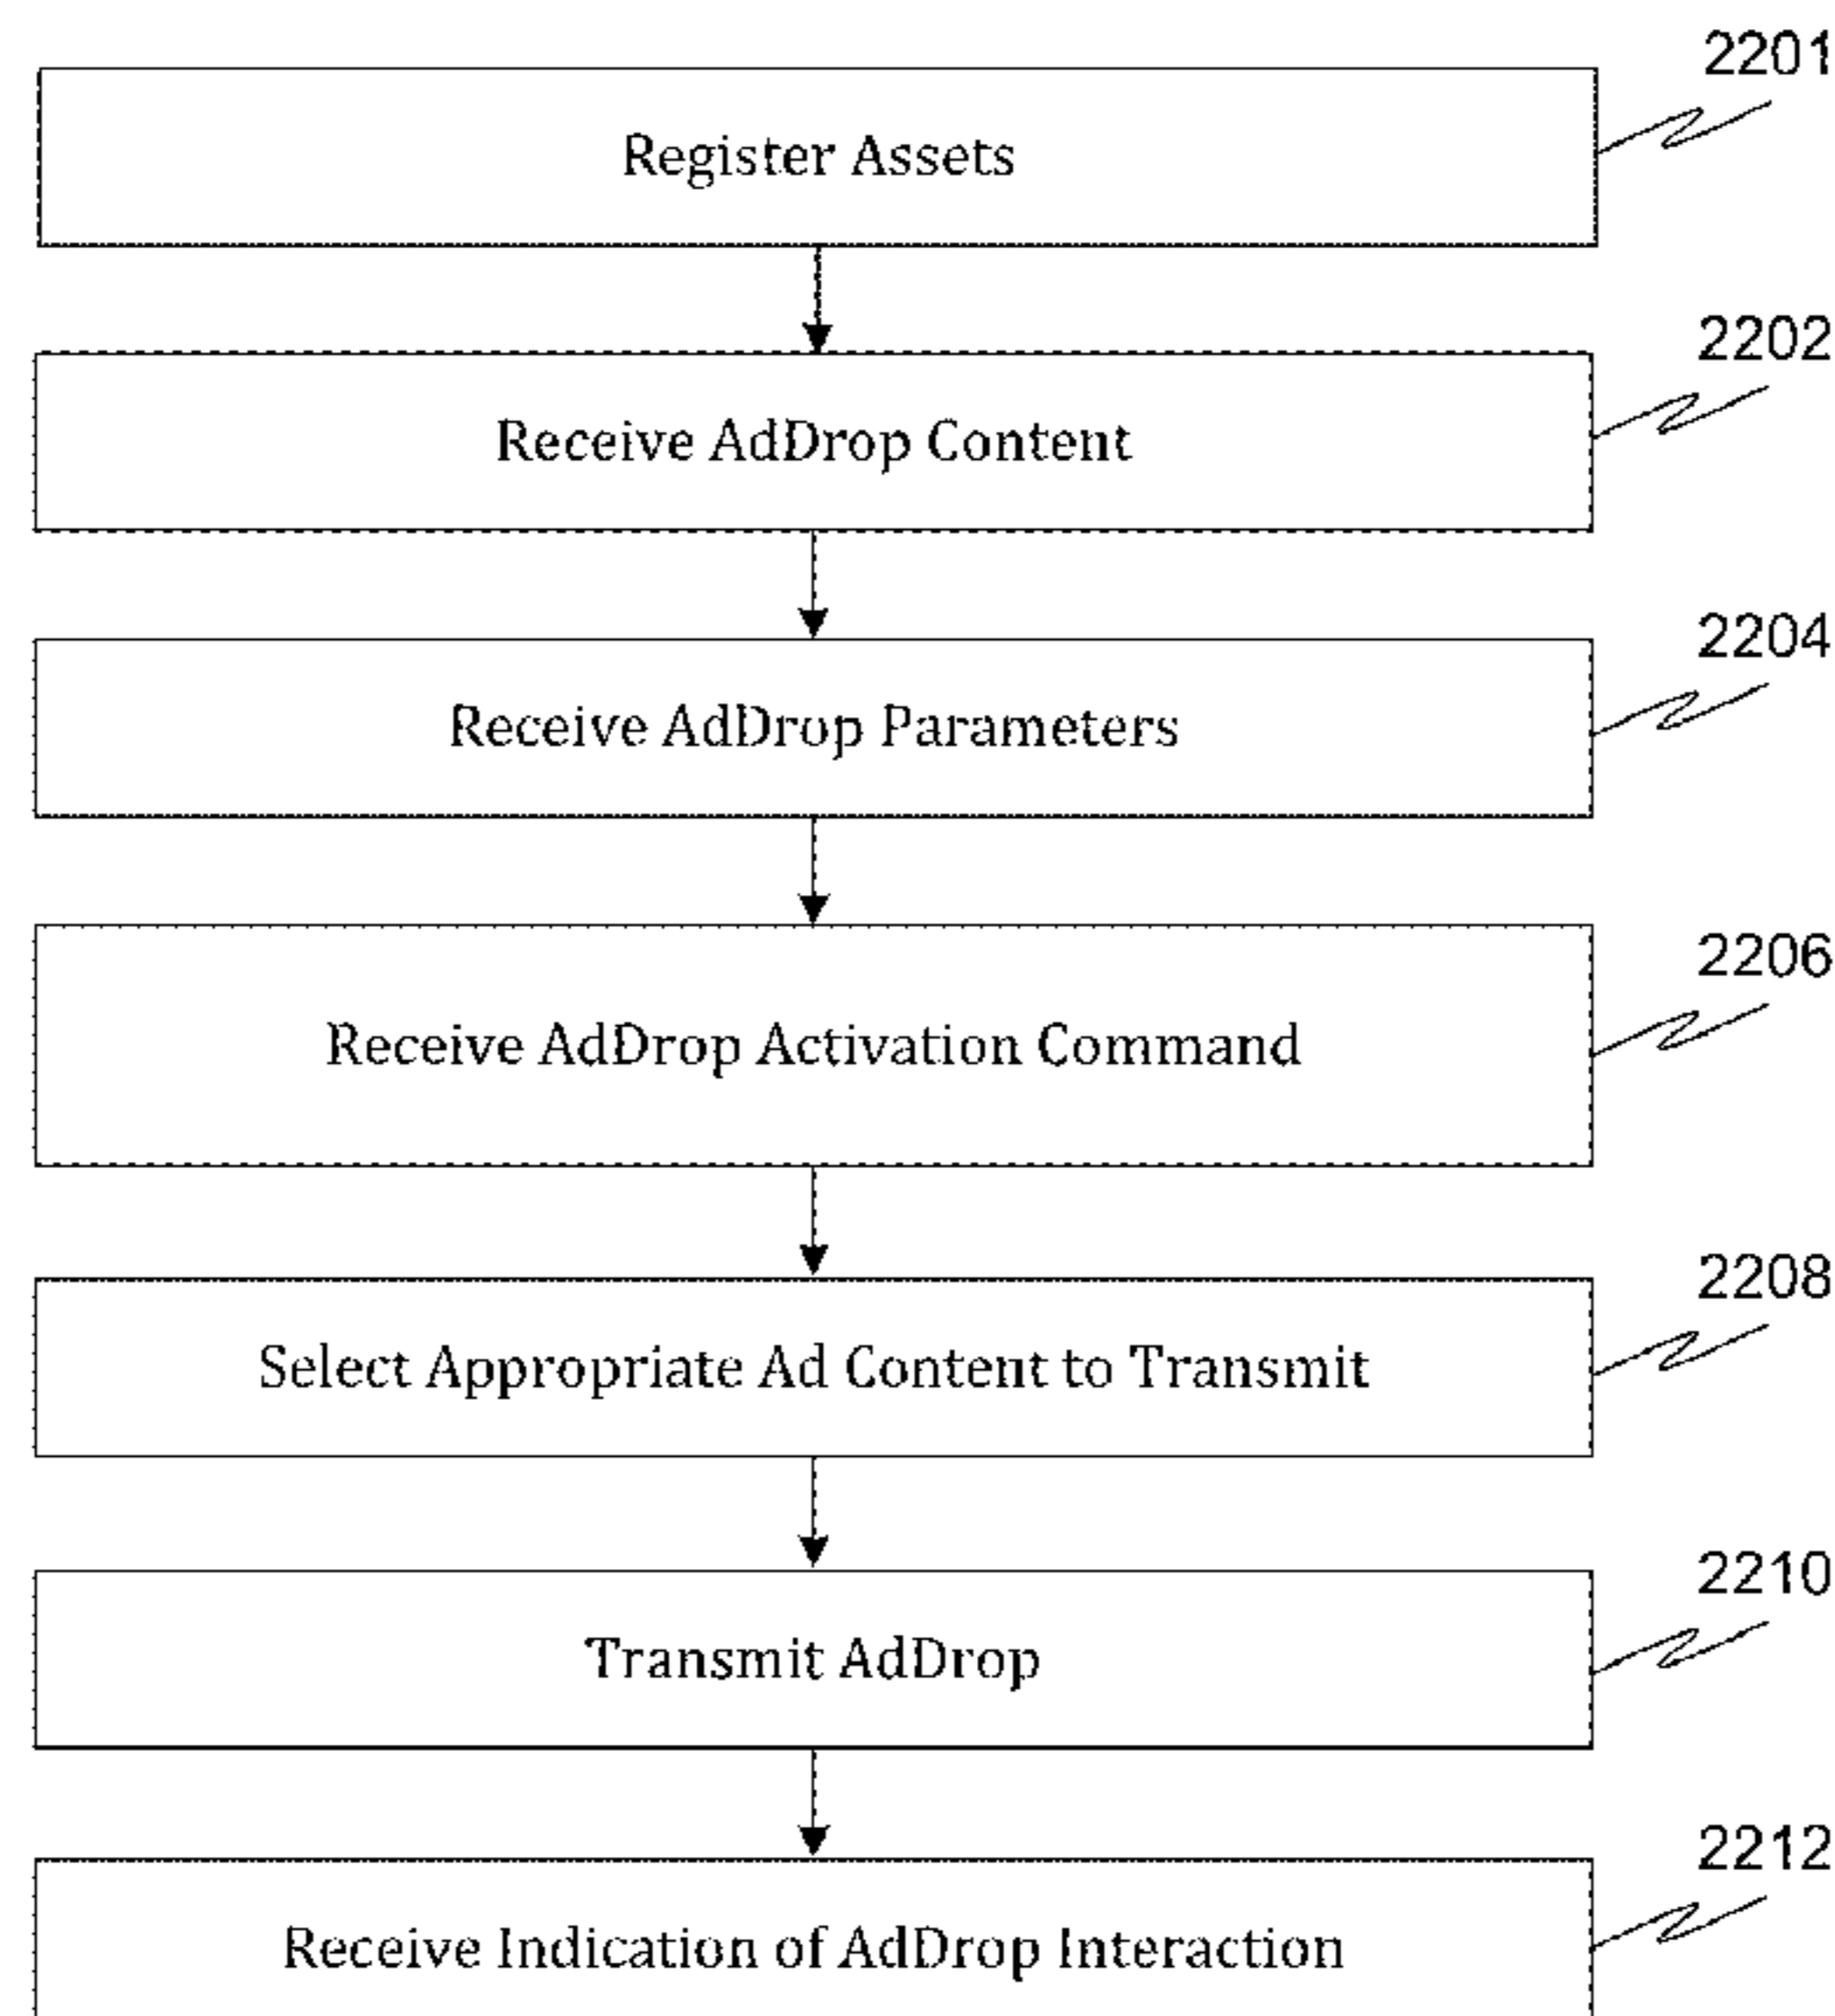 2201
Register Assets
2202
Receive AdDrop Content
2204
Receive AdDrop Parameters
2206
Receive AdDrop Activation Command
2208
Select Appropriate Ad Content to Transmit
2210
Transmit AdDrop
2212
Receive Indication of AdDrop Interaction